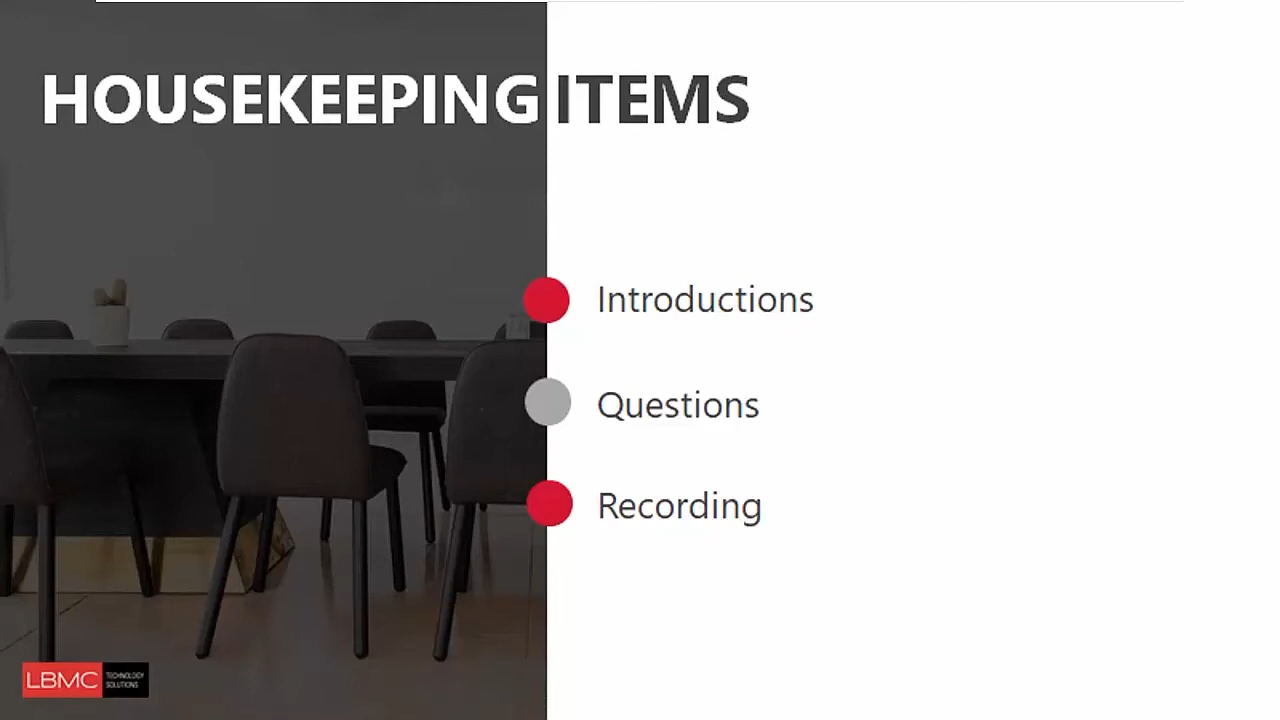 HOUSEKEEPING ITEMS
Introductions
Questions
Recording
LBMC
TECHNOLOGY
SOLUTIONS